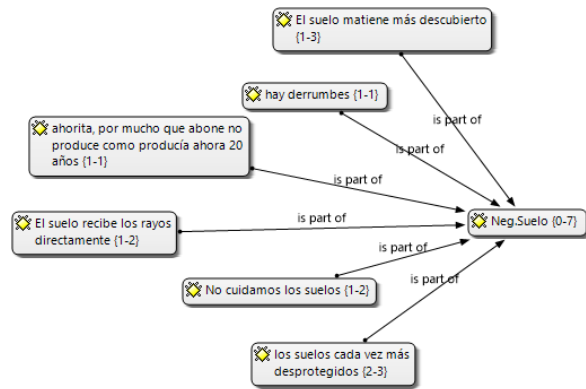 El suelo matiene más descubierto
{1-3}
is part of
hay derrumbes {1-1}
is part of
ahorita, por mucho que abone no
produce como producía ahora 20
años {1-1}
is part of
El suelo recibe los rayos
directamente {1-2}
is part of
Neg.Suelo {0-7}
is part of
No cuidamos los suelos {1-2}
is part of
los suelos cada vez más
desprotegidos {2-3}